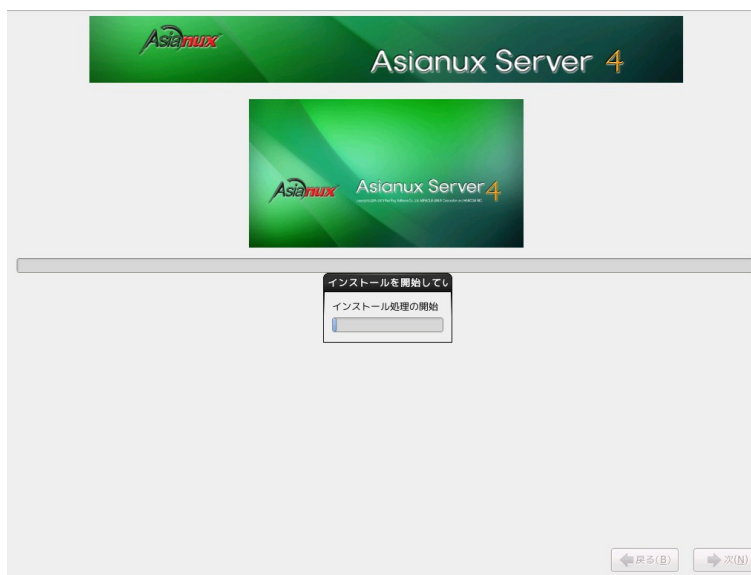 Asianux
Asianux Server 4
Asianux
Asianux Server 4
インストールを開始してい
インストール処理の開始
戻る(B)
次(N)